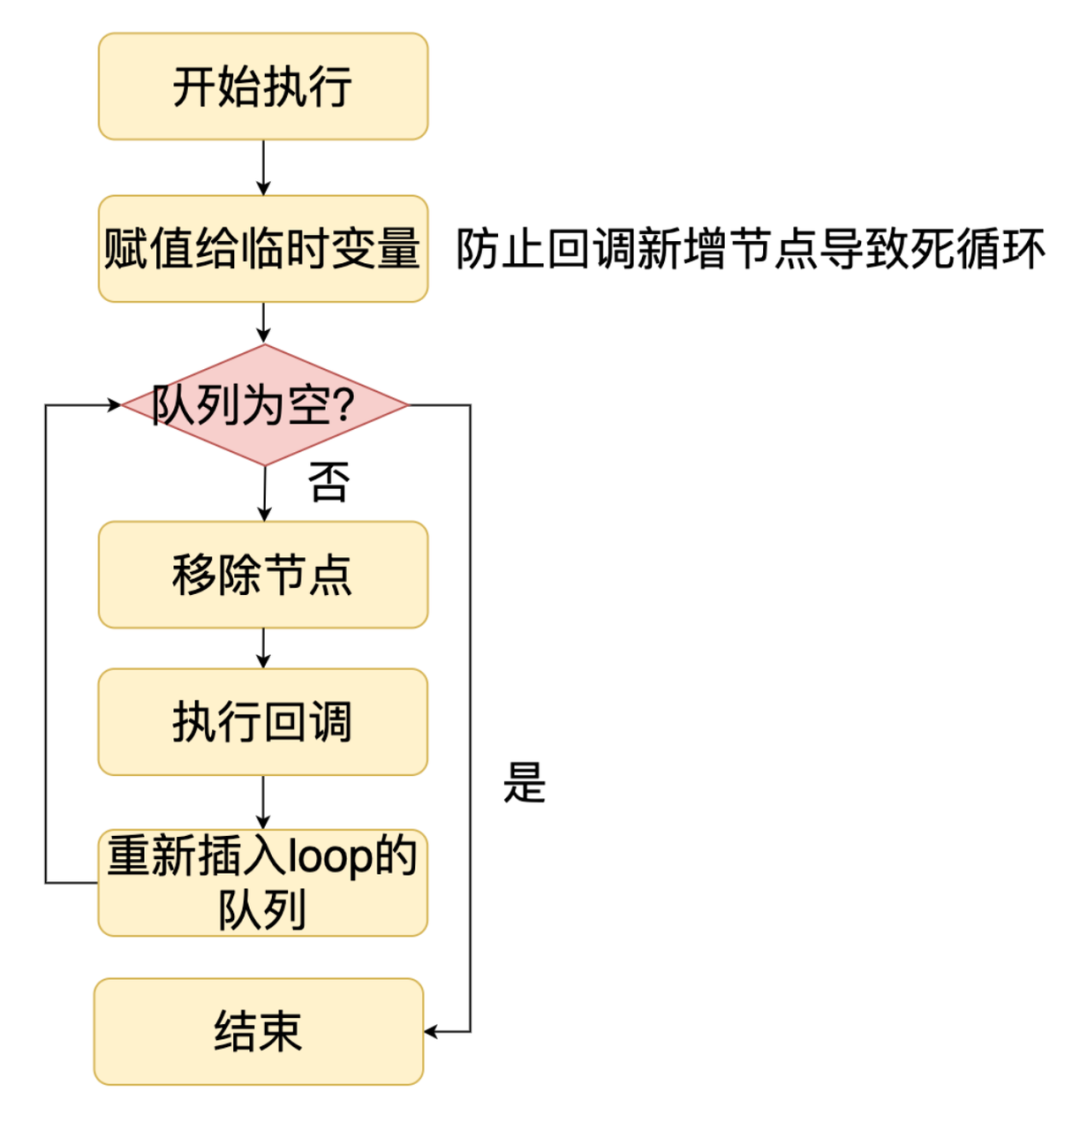 开始执行
赋值给临时变量
防止回调新增节点导致死循环
队列为空?
否
移除节点
执行回调
是
重新插入loop的
队列
结束